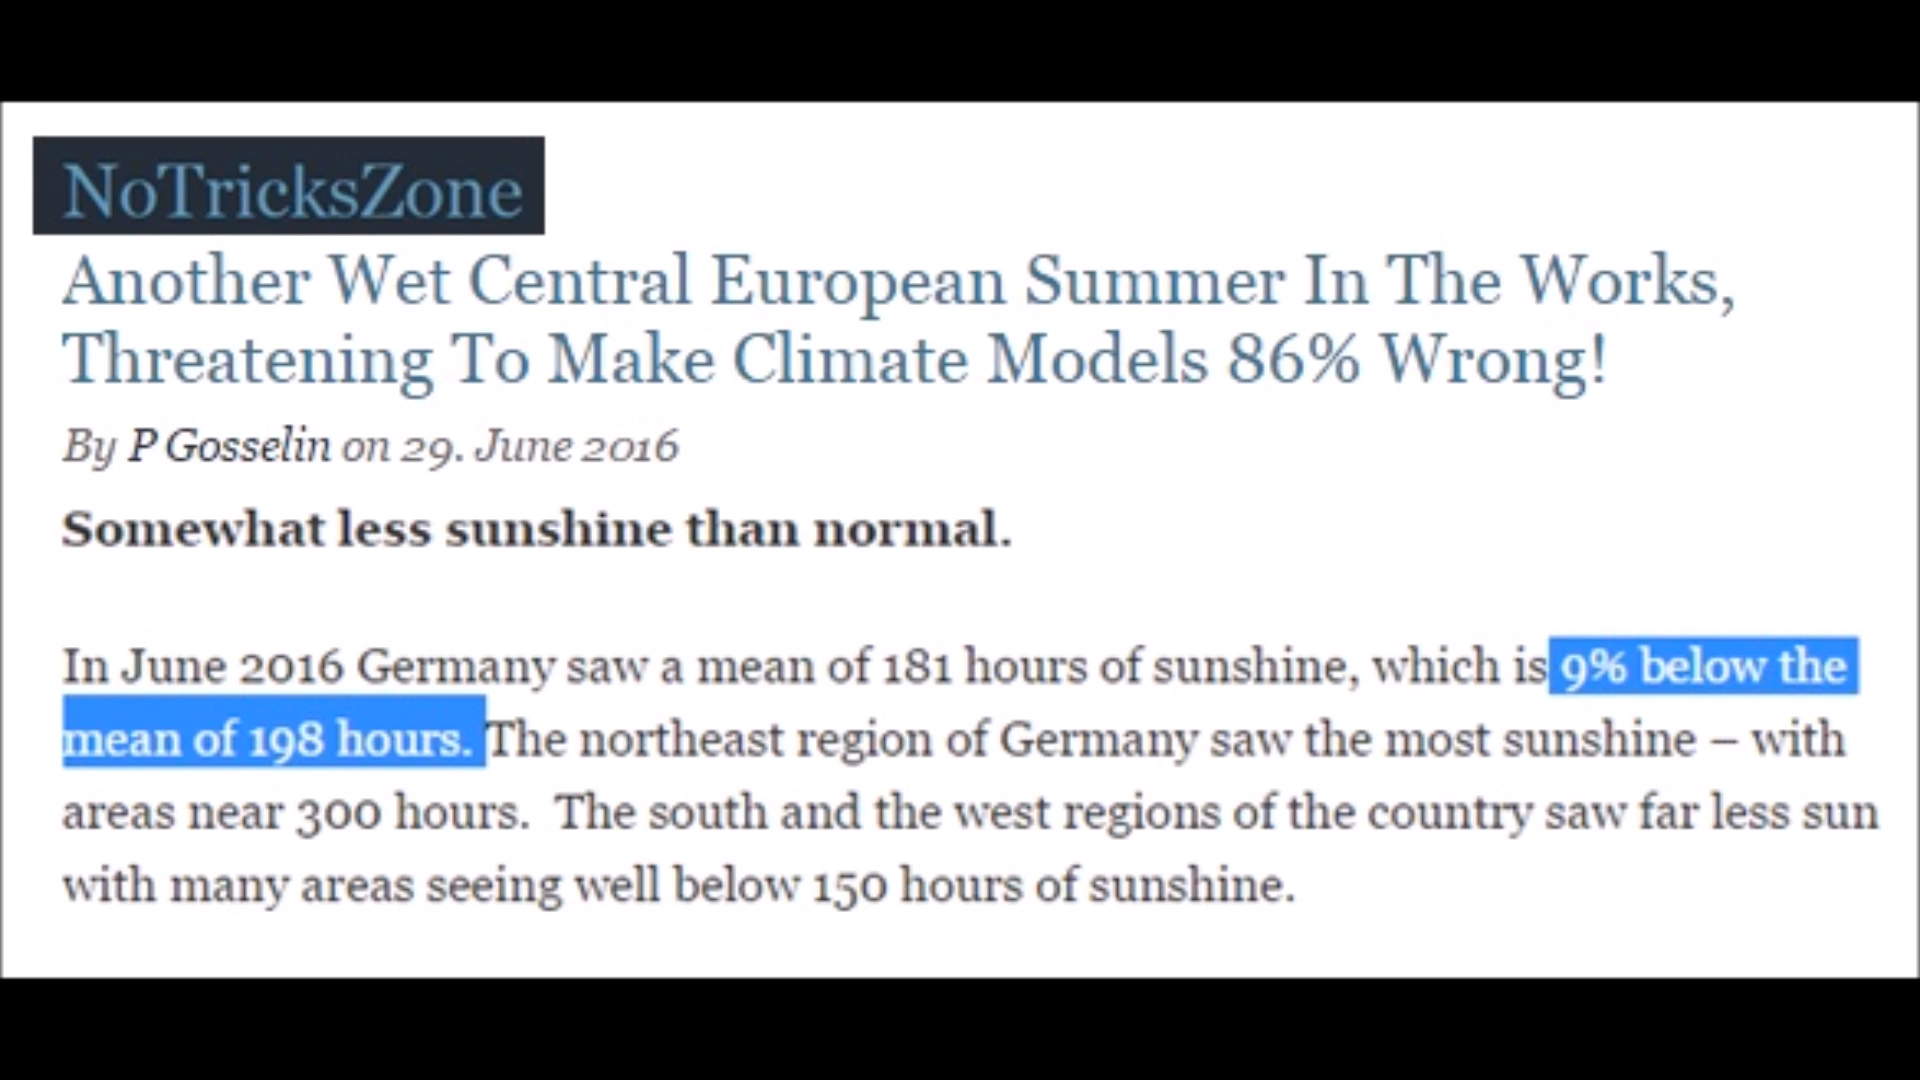 NoTricksZone
Another Wet Central European Summer In The Works,
Threatening To Make Climate Models 86% Wrong!
By P Gosselin on 29. June 2016
Somewhat less sunshine than normal.
In June 2016 Germany saw a mean of 181 hours of sunshine, which is 9% below the
mean of 198 hours. The northeast region of Germany saw the most sunshine – with
areas near 300 hours.  The south and the west regions of the country saw far less sun
with many areas seeing well below 150 hours of sunshine.